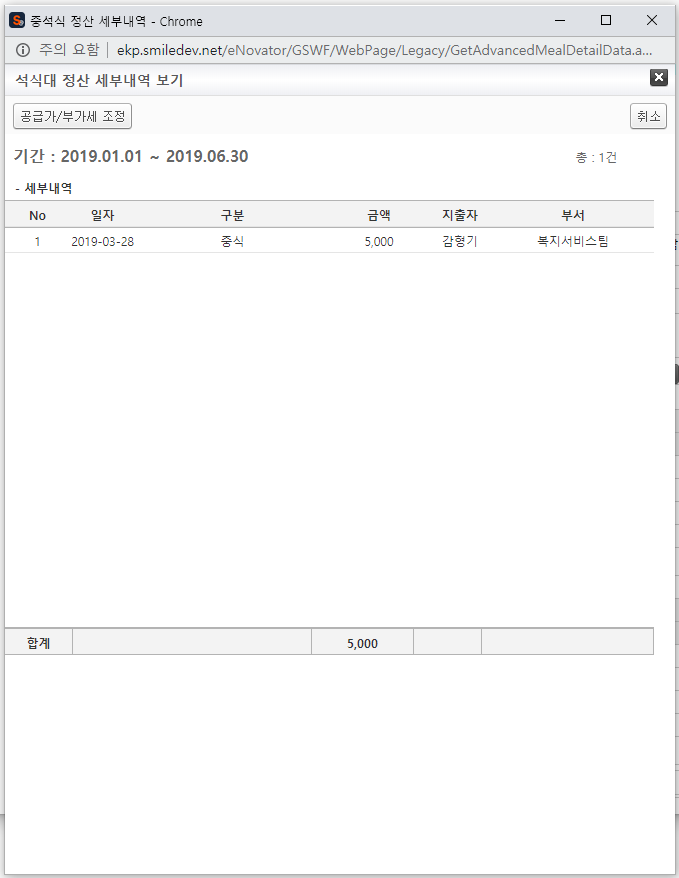 중석식 정산 세부내역 - Chrome
주의 요함 | ekp.smiledev.net/eNovator/GSWF/WebPage/Legacy/GetAdvancedMealDetailData.a...
석식대 정산 세부내역 보기
공급가/부가세 조정 취소
기간 : 2019.01.01 ~ 2019.06.30 총 : 1건
- 세부내역
No 일자 구분 금액 지출자 부서
1 2019-03-28 중식 5,000 감형기 복지서비스팀
합계 5,000